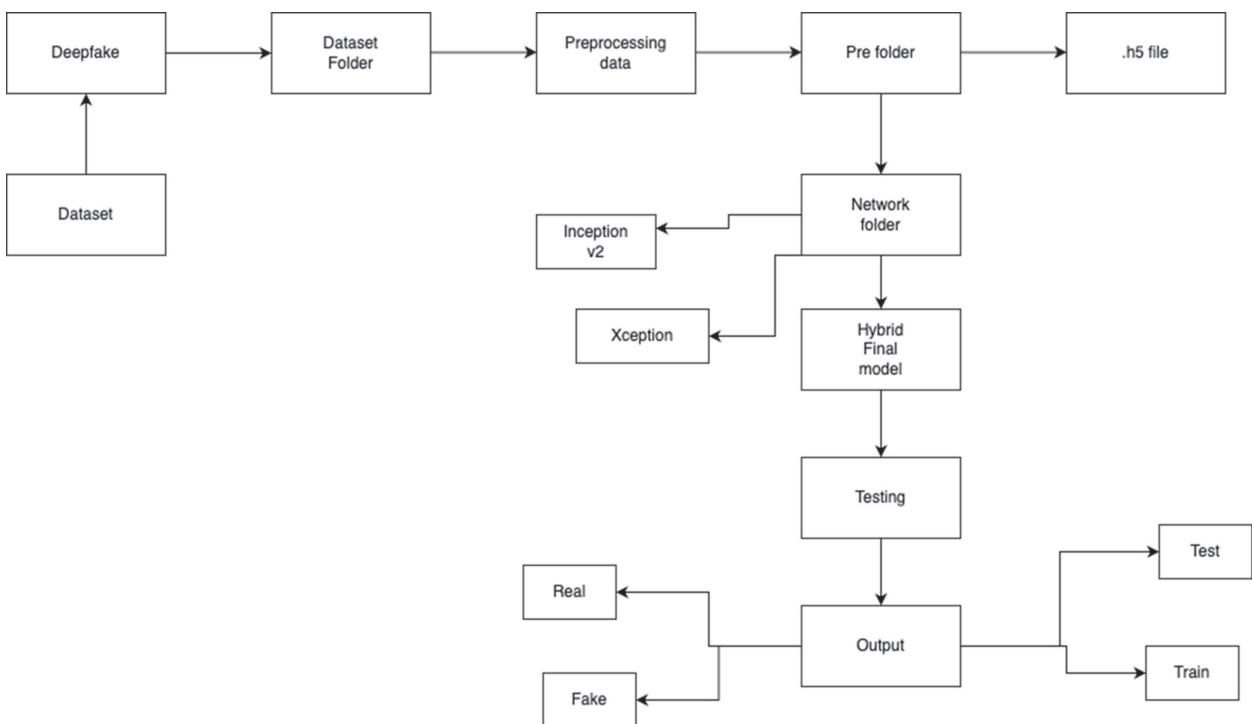 Deepfake
Dataset
Folder
Preprocessing
data
Pre folder
.h5 file
Dataset
Network
folder
Inception
v2
Xception
Hybrid
Final
model
Testing
Test
Real
Output
Train
Fake